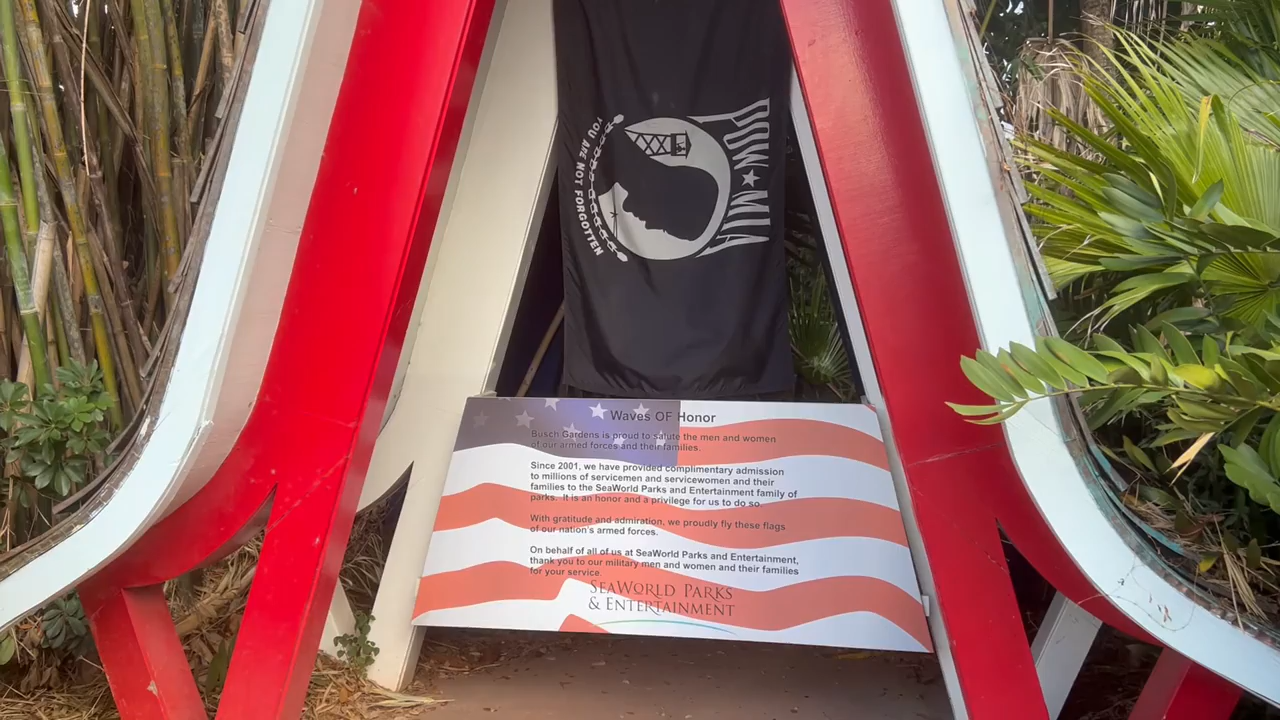 POW★MIA
YOU ARE NOT FORGOTTEN
Waves OF Honor
Busch Gardens is proud to salute the men and women
of our armed forces and their families.
Since 2001, we have provided complimentary admission
to millions of servicemen and servicewomen and their
families to the SeaWorld Parks and Entertainment family of
parks. It is an honor and a privilege for us to do so.
With gratitude and admiration, we proudly fly these flags
of our nation's armed forces.
On behalf of all of us at SeaWorld Parks and Entertainment,
thank you to our military men and women and their families
for your service.
SEAWORLD PARKS
& ENTERTAINMENT